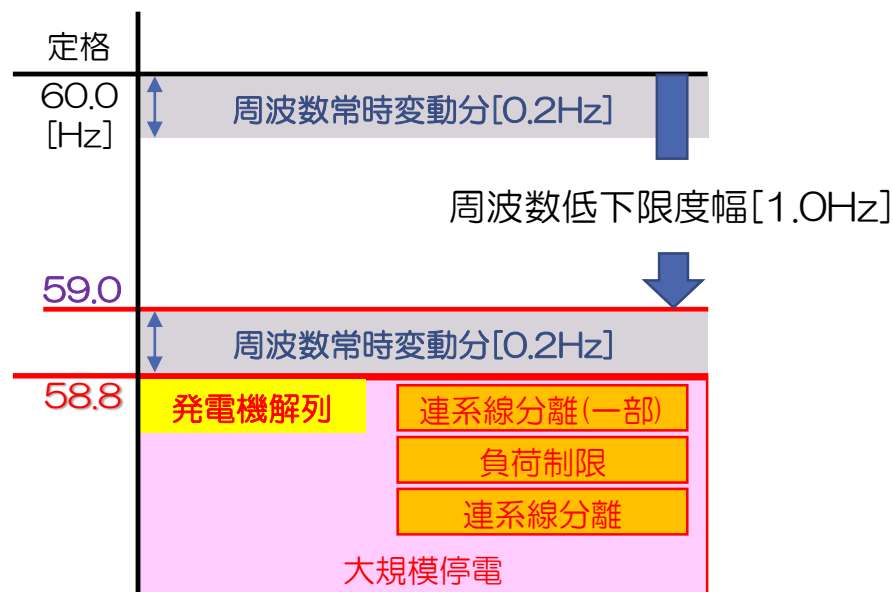 定格
60.0
[Hz]
周波数常時変動分[0.2Hz]
周波数低下限度幅[1.0Hz]
59.0
周波数常時変動分[0.2Hz]
58.8
発電機解列
連系線分離(一部)
負荷制限
連系線分離
大規模停電